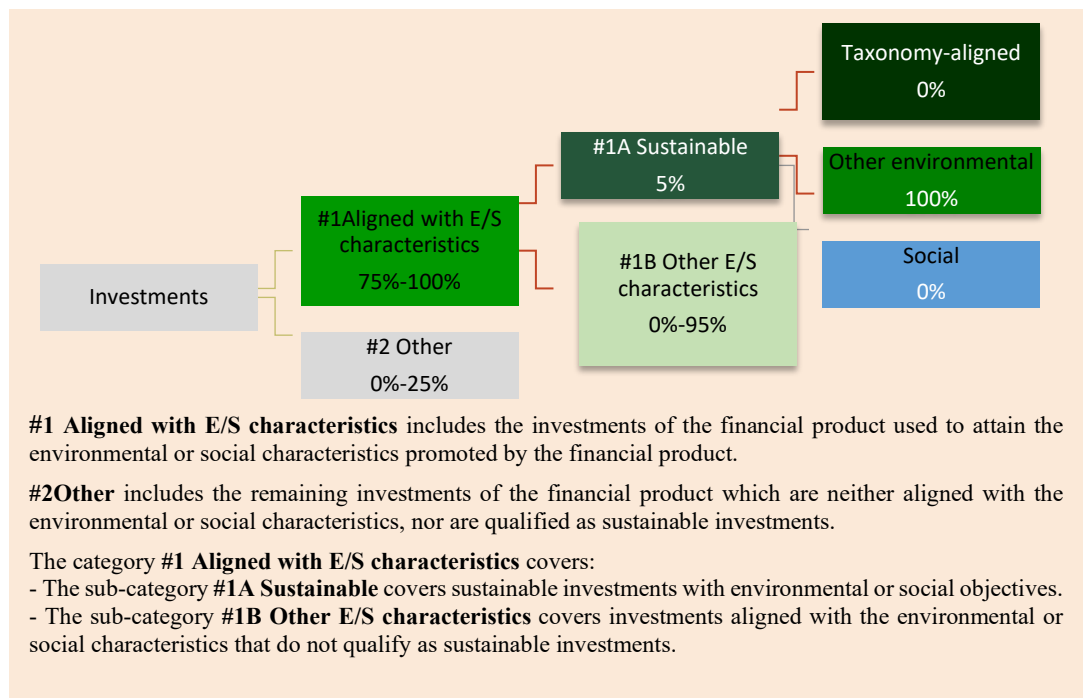 Taxonomy-aligned
0%
#1A Sustainable
5%
Other environmental
100%
#1Aligned with E/S
characteristics
75%-100%
#1B Other E/S
characteristics
0%-95%
Social
0%
Investments
#2 Other
0%-25%
#1 Aligned with E/S characteristics includes the investments of the financial product used to attain the
environmental or social characteristics promoted by the financial product.
#2Other includes the remaining investments of the financial product which are neither aligned with the
environmental or social characteristics, nor are qualified as sustainable investments.
The category #1 Aligned with E/S characteristics covers:
- The sub-category #1A Sustainable covers sustainable investments with environmental or social objectives.
- The sub-category #1B Other E/S characteristics covers investments aligned with the environmental or
social characteristics that do not qualify as sustainable investments.